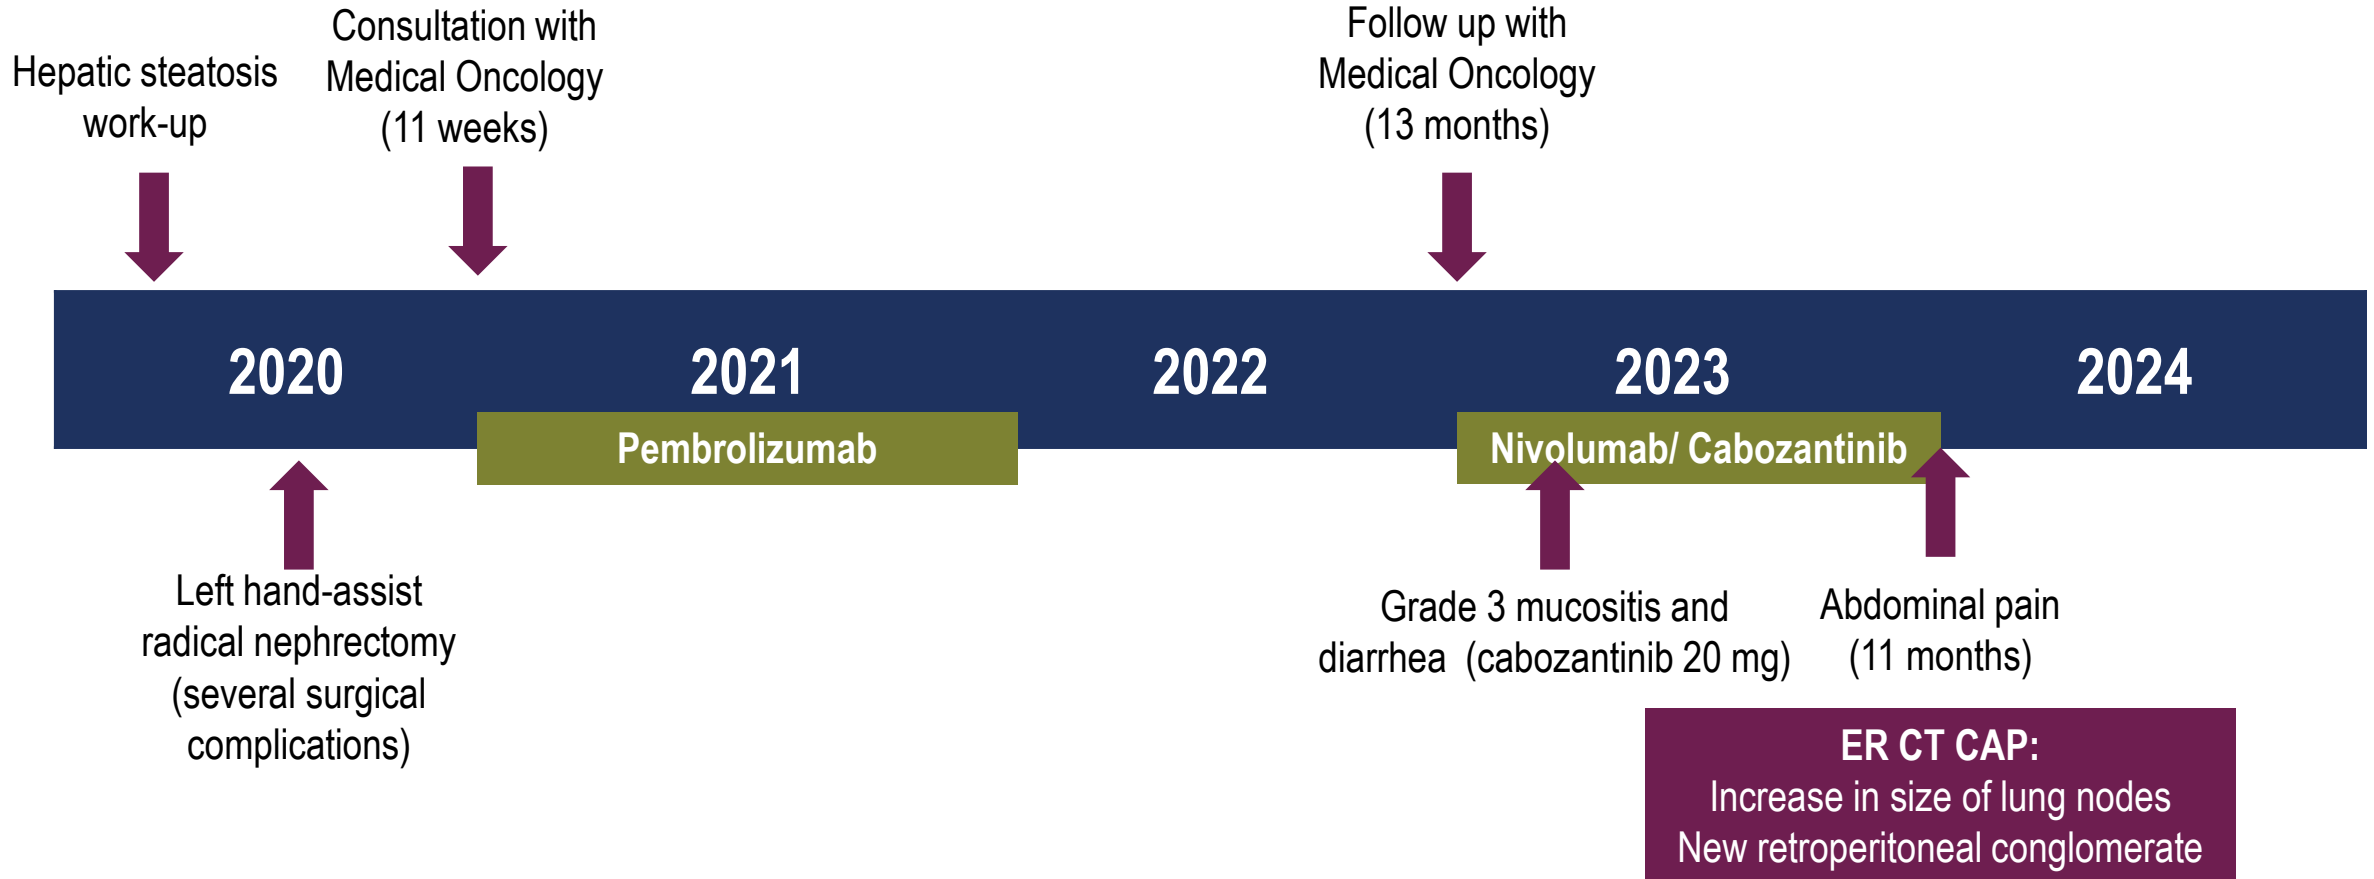 Hepatic steatosis
work-up
Consultation with
Medical Oncology
(11 weeks)
Follow up with
Medical Oncology
(13 months)
2020
2021
2022
2023
2024
Pembrolizumab
Nivolumab/ Cabozantinib
Left hand-assist
radical nephrectomy
(several surgical
complications)
Grade 3 mucositis and
diarrhea (cabozantinib 20 mg)
Abdominal pain
(11 months)
ER CT CAP:
Increase in size of lung nodes
New retroperitoneal conglomerate